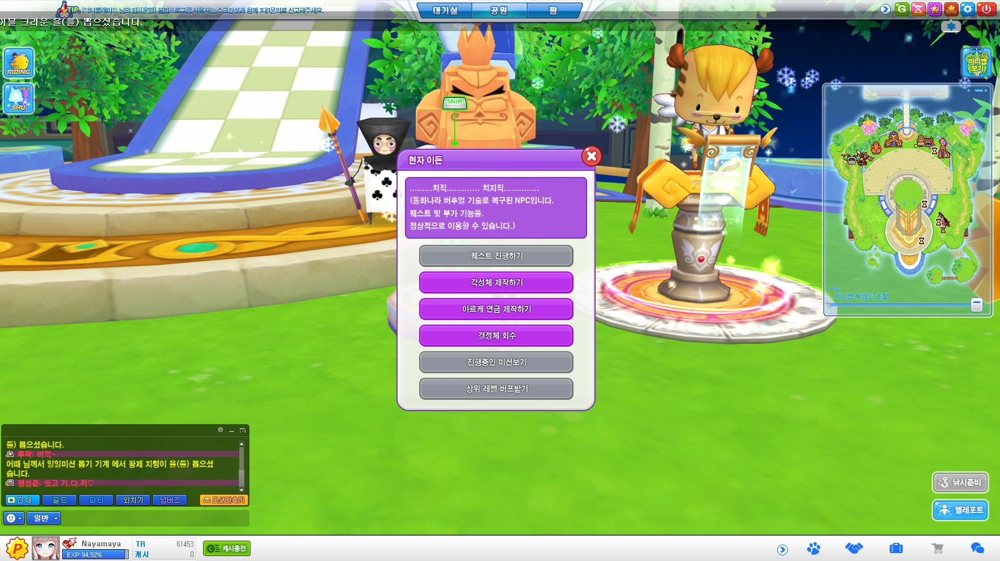 TIP [닥터헬레이드 님의 팁] [운영] 불법프로그램 사용자는 스크린샷과 함께 1대1문의로 신고해주세요.
대기실
공원
팜
G
E
Book
이블 크라운 을(를) 뽑으셨습니다.
RIDING
SHU
미니맵
보기
Shift
현자 이든
.........치직............. 치지직..............
(동화나라 버추얼 기술로 복구된 NPC입니다.
퀘스트 및 부가 기능을.
정상적으로 이용할 수 있습니다.)
퀘스트 진행하기
각성체 제작하기
아르케 연금 제작하기
결정체 회수
진행중인 미션보기
상위 레벨 버프받기
미니맵 투명도 조절
를) 뽑으셨습니다.
루팍: 버억~
어때 님께서 일일미션 뽑기 기계 에서 황제 지텅이 을(를) 뽑으셨
습니다.
명성준: 씻고 기.다.려♡
전체
길드
파티
외치기
넘버즈
모션단축키
일반
낚시준비
텔레포트
P
Nayamaya
EXP 94,52%
TR 61453
캐시 0
캐시충전